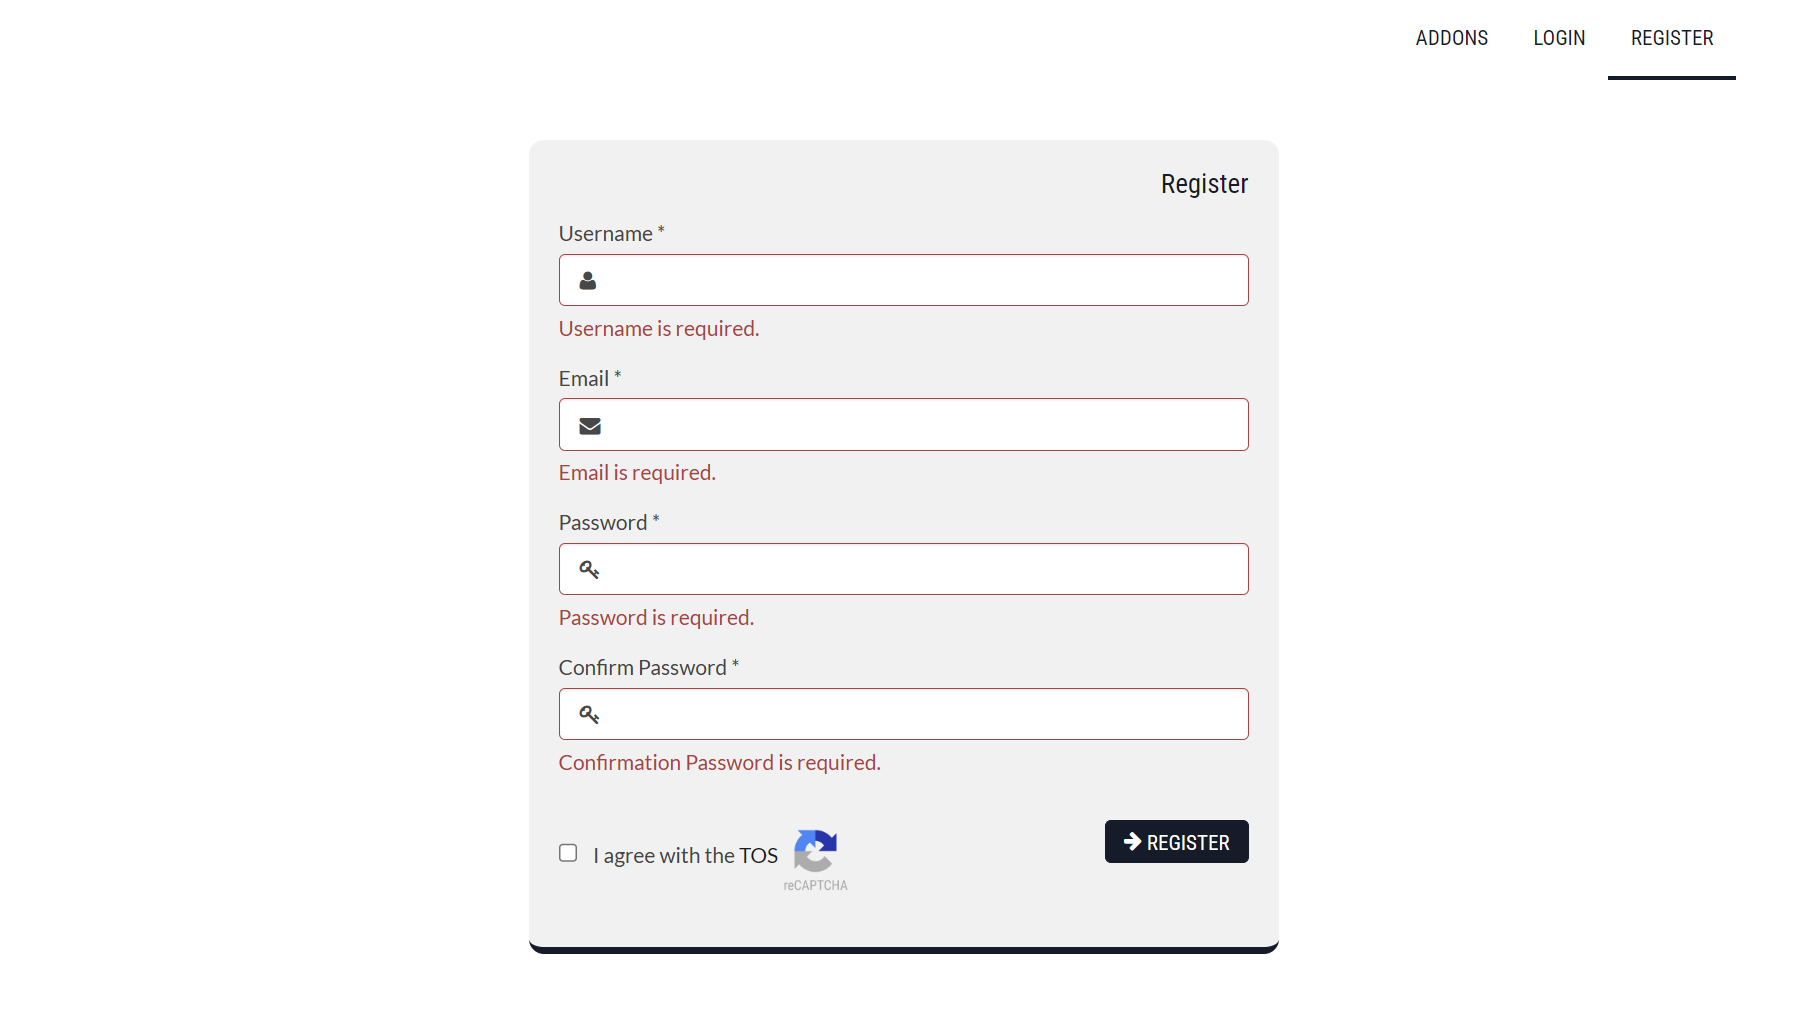 ADDONS LOGIN REGISTER
Register
Username *
Username is required.
Email *
Email is required.
Password *
Password is required.
Confirm Password *
Confirmation Password is required.
I agree with the TOS
reCAPTCHA
REGISTER